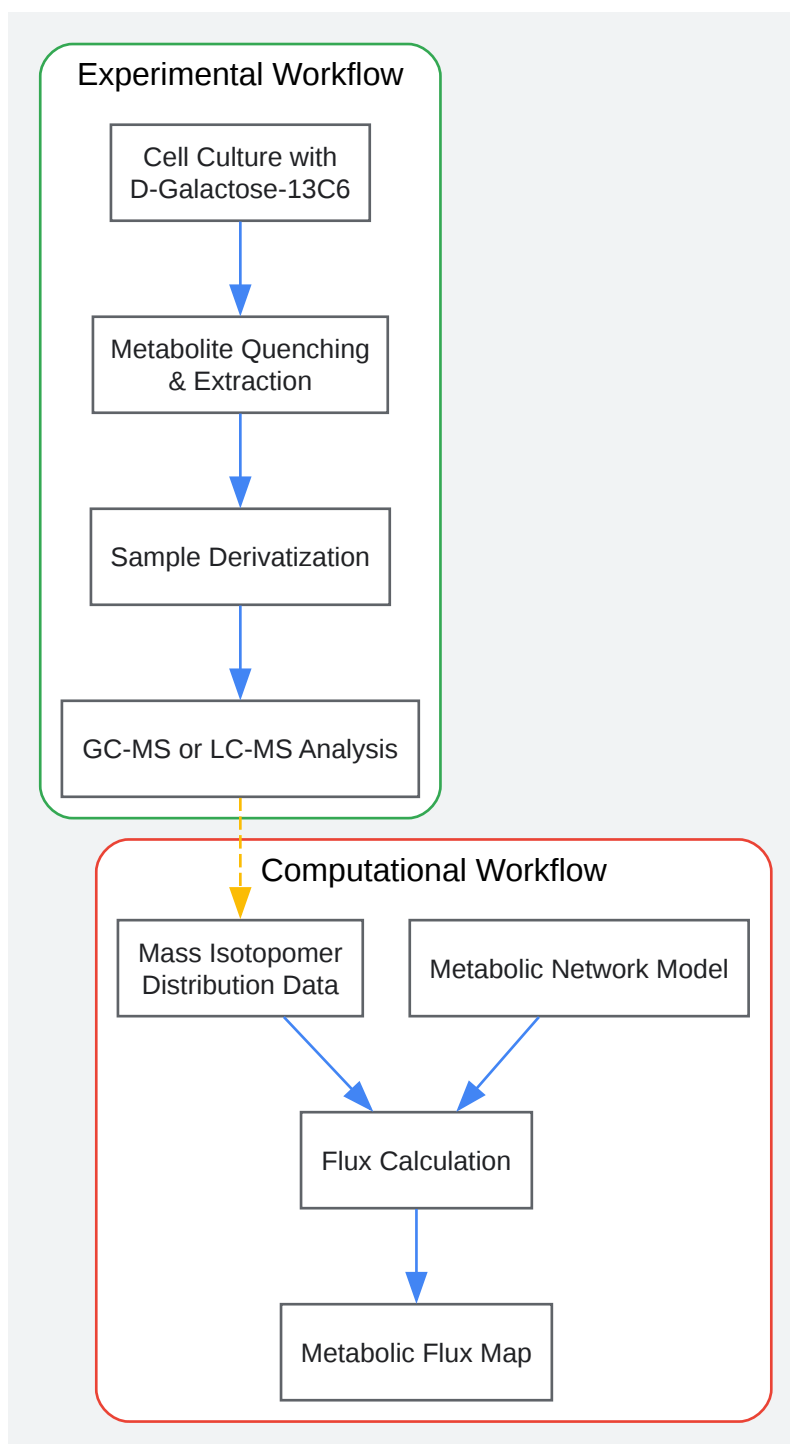 Experimental Workflow
Cell Culture with
D-Galactose-13C6
Metabolite Quenching
& Extraction
Sample Derivatization
GC-MS or LC-MS Analysis
Computational Workflow
Mass Isotopomer
Distribution Data
Metabolic Network Model
Flux Calculation
Metabolic Flux Map